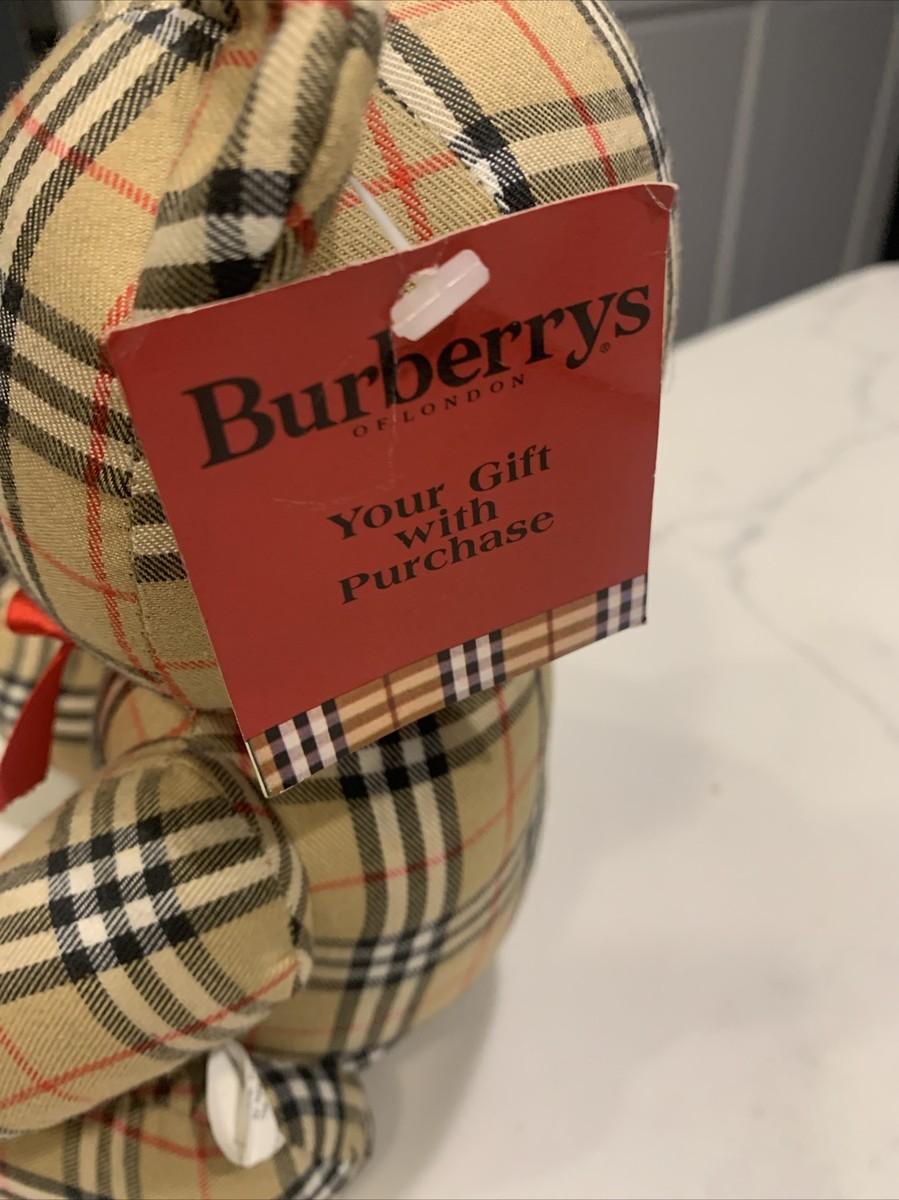 Burberrys®
OF LONDON
Your Gift
with
Purchase